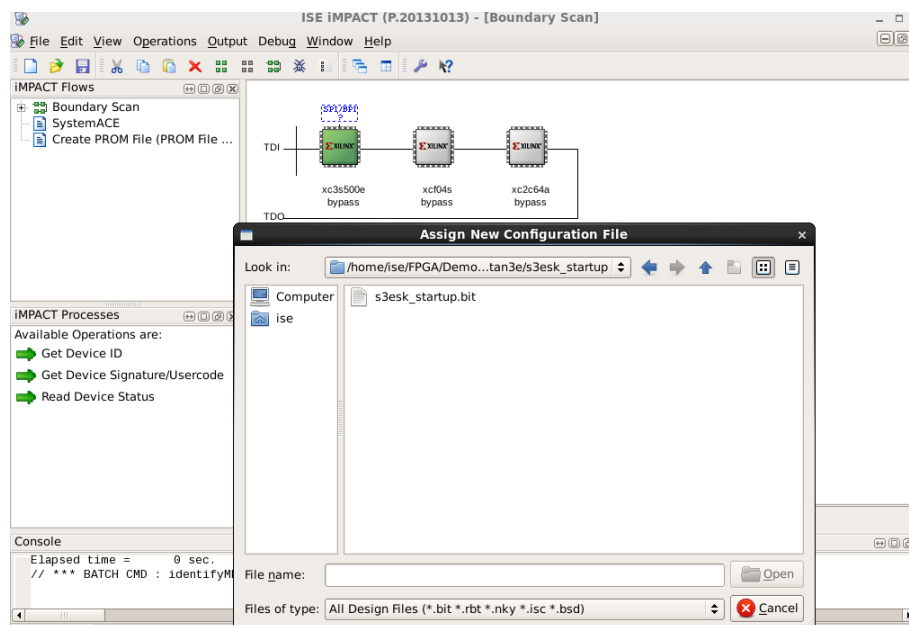 ISE iMPACT (P.20131013) - [Boundary Scan]
File Edit View Operations Output Debug Window Help
iMPACT Flows
Boundary Scan
SystemACE
Create PROM File (PROM File ...
SPI/BPI
?
TDI
XILINX
XILINX
XILINX
xc3s500e
bypass
xcf04s
bypass
xc2c64a
bypass
TDO
Assign New Configuration File
Look in: /home/ise/FPGA/Demo...tan3e/s3esk_startup
Computer
ise
s3esk_startup.bit
iMPACT Processes
Available Operations are:
Get Device ID
Get Device Signature/Usercode
Read Device Status
Console
Elapsed time = 0 sec.
// *** BATCH CMD : identifyM
File name:
Open
Files of type: All Design Files (*.bit *.rbt *.nky *.isc *.bsd)
Cancel